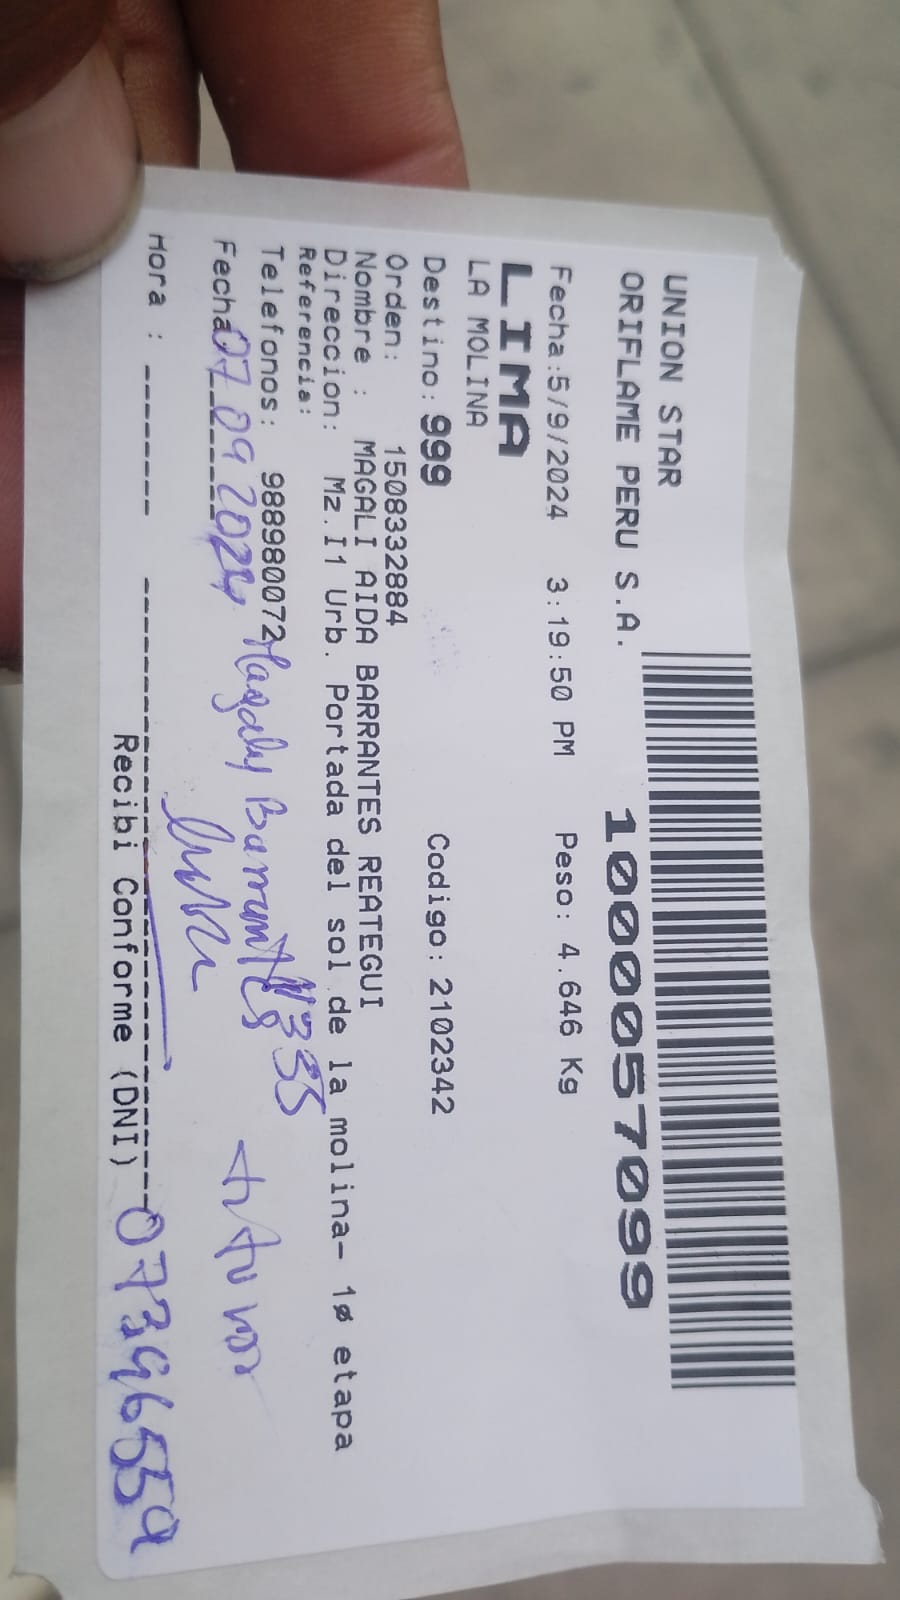 UNION STAR
ORIFLAME PERU S.A.
1000057099
Fecha:5/9/2024 3:19:50 PM Peso: 4.646 Kg
LIMA
LA MOLINA
Destino: 999 Codigo: 2102342
Orden: 1508332884
Nombre : MAGALI AIDA BARRANTES REATEGUI
Direccion: Mz.I1 Urb. Portada del sol de la molina- 1ø etapa
Referencia:
Telefonos: 988980072 N335
Fecha 07 09 2024 Magaly Barrantes
Hora : 07396559
Recibi Conforme (DNI)